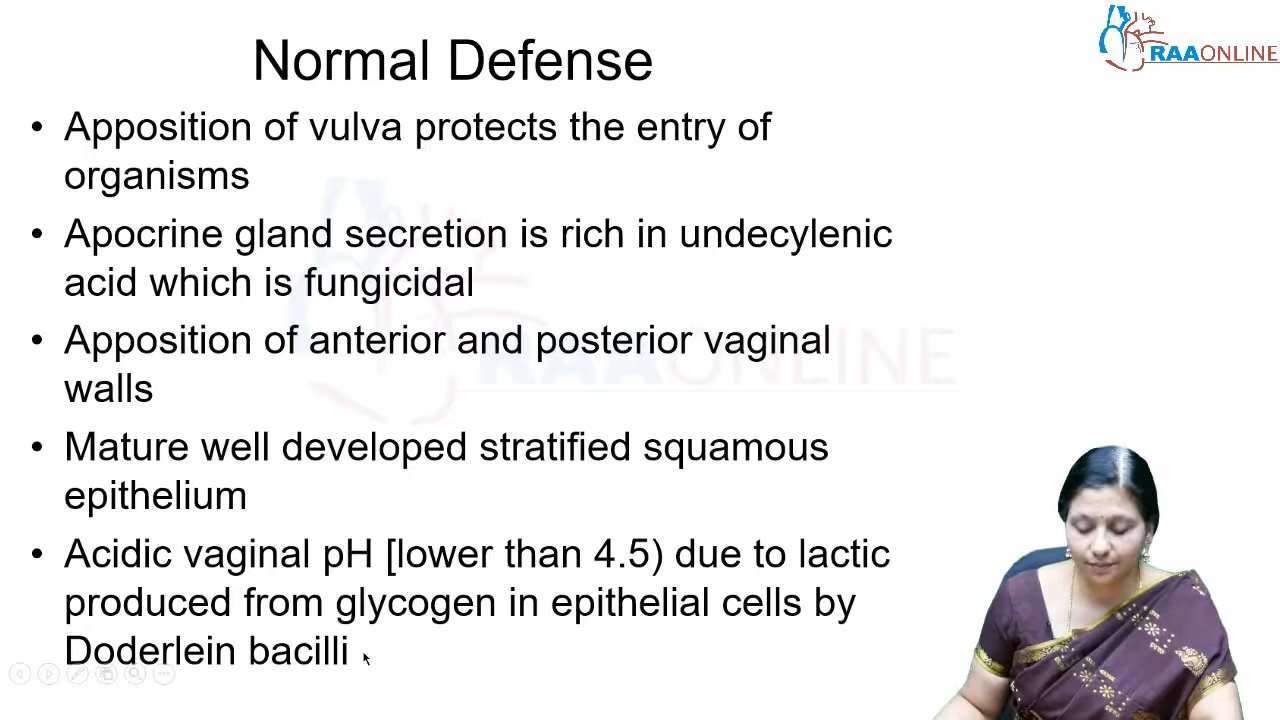 Normal Defense
RAAONLINE
• Apposition of vulva protects the entry of
organisms
• Apocrine gland secretion is rich in undecylenic
acid which is fungicidal
• Apposition of anterior and posterior vaginal
walls
RAAONLINE
• Mature well developed stratified squamous
epithelium
• Acidic vaginal pH [lower than 4.5) due to lactic
produced from glycogen in epithelial cells by
Doderlein bacilli